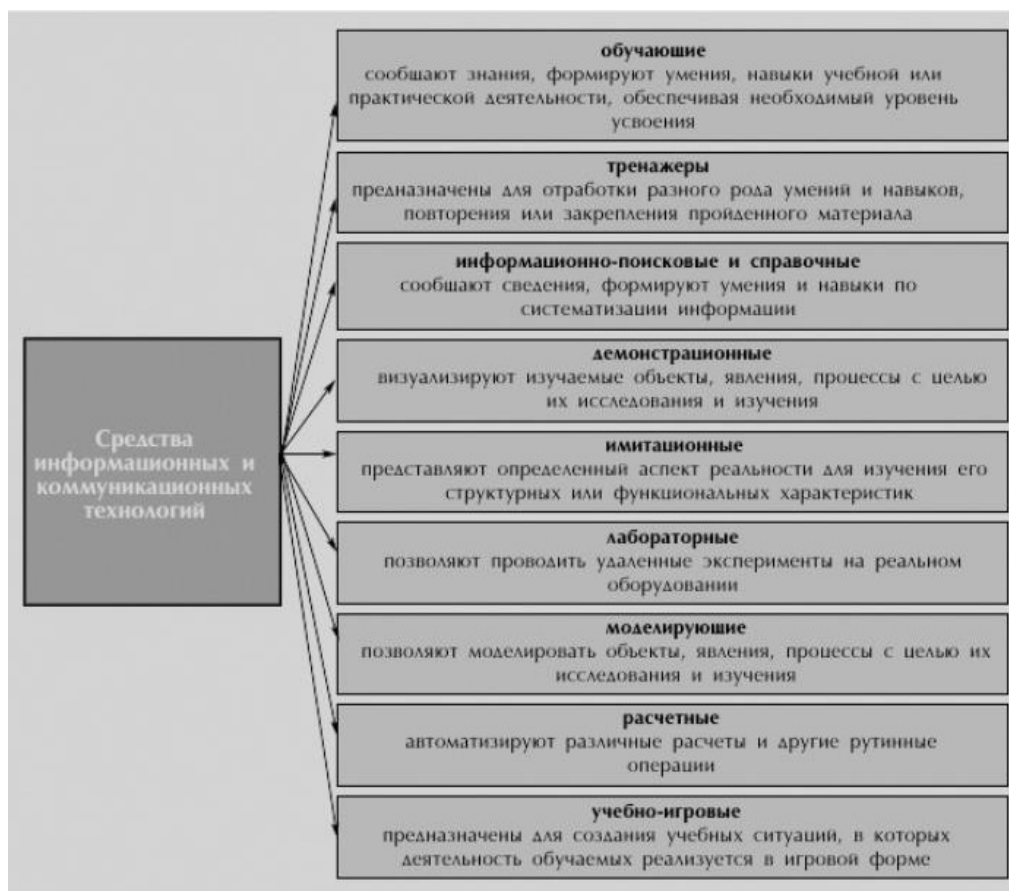 обучающие
сообщают знания, формируют умения, навыки учебной или
практической деятельности, обеспечивая необходимый уровень
усвоения
тренажеры
предназначены для отработки разного рода умений и навыков,
повторения или закрепления пройденного материала
информационно-поисковые и справочные
сообщают сведения, формируют умения и навыки по
систематизации информации
демонстрационные
визуализируют изучаемые объекты, явления, процессы с целью
их исследования и изучения
Средства
информационных и
коммуникационных
технологий
имитационные
представляют определенный аспект реальности для изучения его
структурных или функциональных характеристик
лабораторные
позволяют проводить удаленные эксперименты на реальном
оборудовании
моделирующие
позволяют моделировать объекты, явления, процессы с целью их
исследования и изучения
расчетные
автоматизируют различные расчеты и другие рутинные
операции
учебно-игровые
предназначены для создания учебных ситуаций, в которых
деятельность обучаемых реализуется в игровой форме